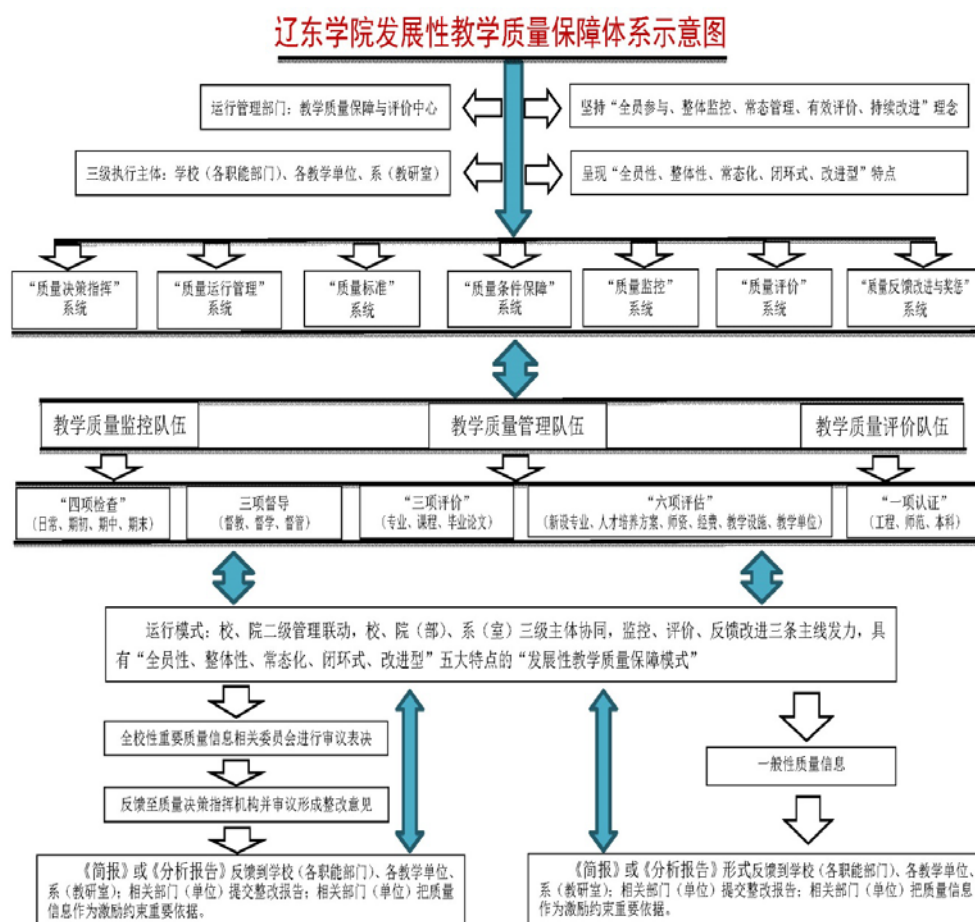 辽东学院发展性教学质量保障体系示意图
运行管理部门：教学质量保障与评价中心
坚持“全员参与、整体监控、常态管理、有效评价、持续改进”理念
三级执行主体：学校（各职能部门）、各教学单位、系（教研室）
呈现“全员性、整体性、常态化、闭环式、改进型”特点
“质量决策指挥”
系统
“质量运行管理”
系统
“质量标准”
系统
“质量条件保障”
系统
“质量监控”
系统
“质量评价”
系统
“质量反馈改进与奖惩”
系统
教学质量监控队伍
教学质量管理队伍
教学质量评价队伍
“四项检查”
（日常、期初、期中、期末）
三项督导
（督教、督学、督管）
“三项评价”
（专业、课程、毕业论文）
“六项评估”
（新设专业、人才培养方案、师资、经费、教学设施、教学单位）
“一项认证”
（工程、师范、本科）
运行模式：校、院二级管理联动，校、院（部）、系（室）三级主体协同，监控、评价、反馈改进三条主线发力，具
有“全员性、整体性、常态化、闭环式、改进型”五大特点的“发展性教学质量保障模式”
全校性重要质量信息相关委员会进行审议表决
反馈至质量决策指挥机构并审议形成整改意见
《简报》或《分析报告》反馈到学校（各职能部门）、各教学单位、
系（教研室）；相关部门（单位）提交整改报告；相关部门（单位）把质量
信息作为激励约束重要依据。
一般性质量信息
《简报》或《分析报告》形式反馈到学校（各职能部门）、各教学单位、
系（教研室）；相关部门（单位）提交整改报告；相关部门（单位）把质量信息
作为激励约束重要依据。